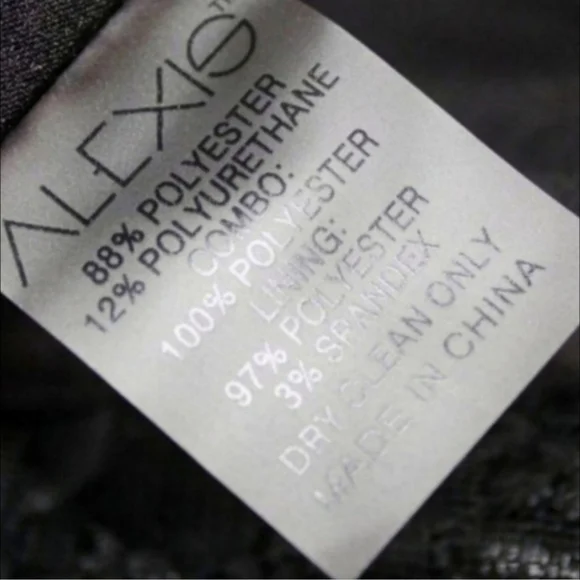 ALEXIS™
88% POLYESTER
12% POLYURETHANE
COMBO:
100% POLYESTER
LINING:
97% POLYESTER
3% SPANDEX
DRY CLEAN ONLY
MADE IN CHINA